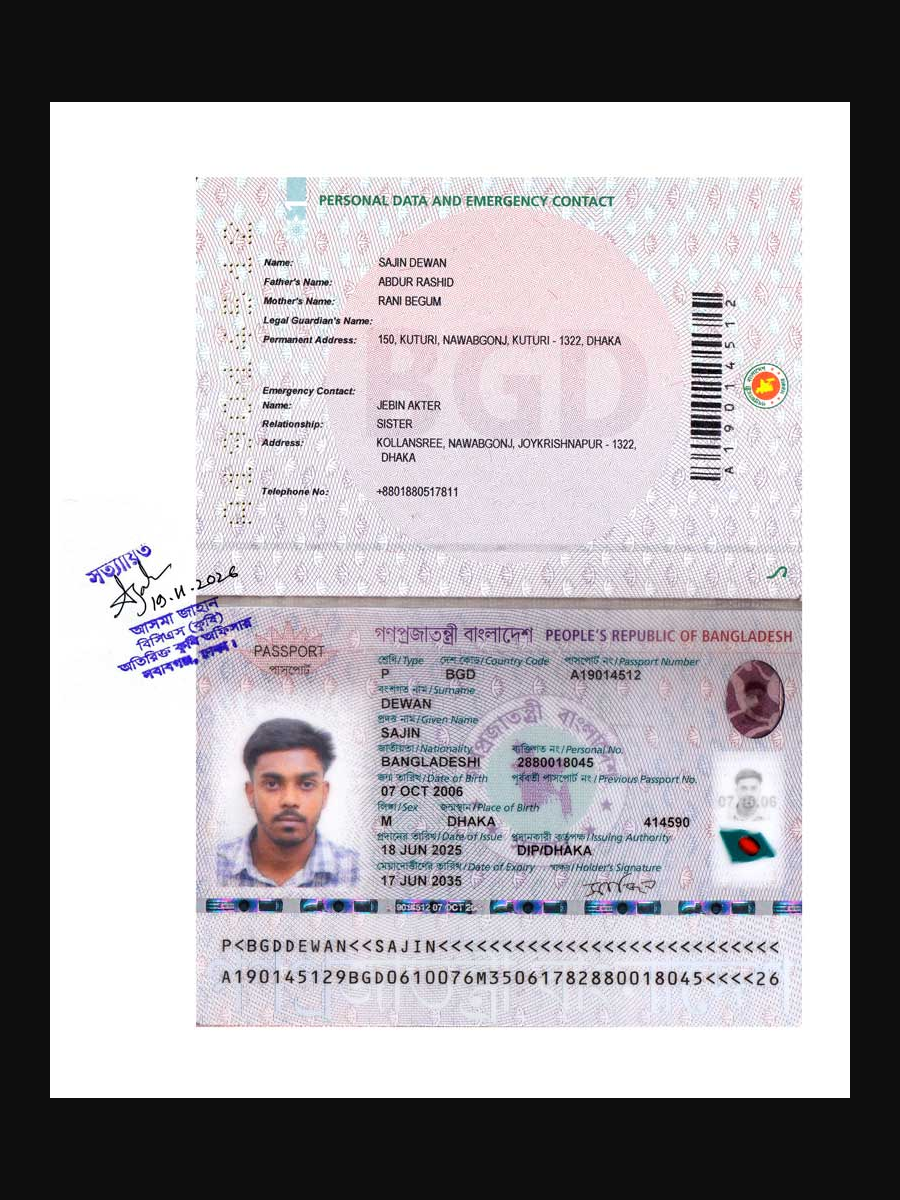 PERSONAL DATA AND EMERGENCY CONTACT
Name: SAJIN DEWAN
Father's Name: ABDUR RASHID
Mother's Name: RANI BEGUM
Legal Guardian's Name:
Permanent Address: 150, KUTURI, NAWABGONJ, KUTURI - 1322, DHAKA
Emergency Contact:
Name: JEBIN AKTER
Relationship: SISTER
Address: KOLLANSREE, NAWABGONJ, JOYKRISHNAPUR - 1322,
DHAKA
Telephone No: +8801880517811
A19014512
BGD
সত্যায়িত
19.11.2026
আসমা জাহান
বিসিএস (কৃষি)
অতিরিক্ত কৃষি অফিসার
নবাবগঞ্জ, ঢাকা।
গণপ্রজাতন্ত্রী বাংলাদেশ PEOPLE'S REPUBLIC OF BANGLADESH
PASSPORT
পাসপোর্ট
শ্রেণি/Type দেশ কোড/Country Code পাসপোর্ট নং/Passport Number
P BGD A19014512
বংশগত নাম/Surname
DEWAN
প্রদত্ত নাম/Given Name
SAJIN
জাতীয়তা/Nationality ব্যক্তিগত নং/Personal No.
BANGLADESHI 2880018045
জন্ম তারিখ/Date of Birth পূর্ববর্তী পাসপোর্ট নং/Previous Passport No.
07 OCT 2006
লিঙ্গ/Sex জন্মস্থান/Place of Birth
M DHAKA 414590
প্রদানের তারিখ/Date of Issue প্রদানকারী কর্তৃপক্ষ/Issuing Authority
18 JUN 2025 DIP/DHAKA
মেয়াদোত্তীর্ণের তারিখ/Date of Expiry স্বাক্ষর/Holder's Signature
17 JUN 2035
P<BGDDEWAN<<SAJIN<<<<<<<<<<<<<<<<<<<<<<<<<<<
A190145129BGD0610076M35061782880018045<<<<26